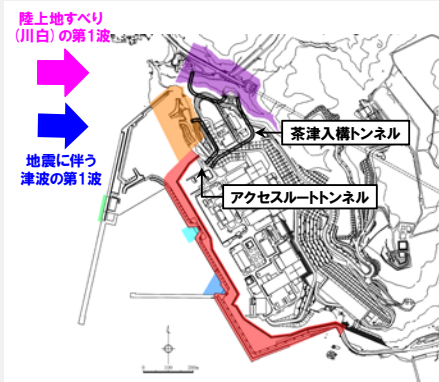 陸上地すべり
(川白)の第1波
地震に伴う
津波の第1波
茶津入構トンネル
アクセスルートトンネル